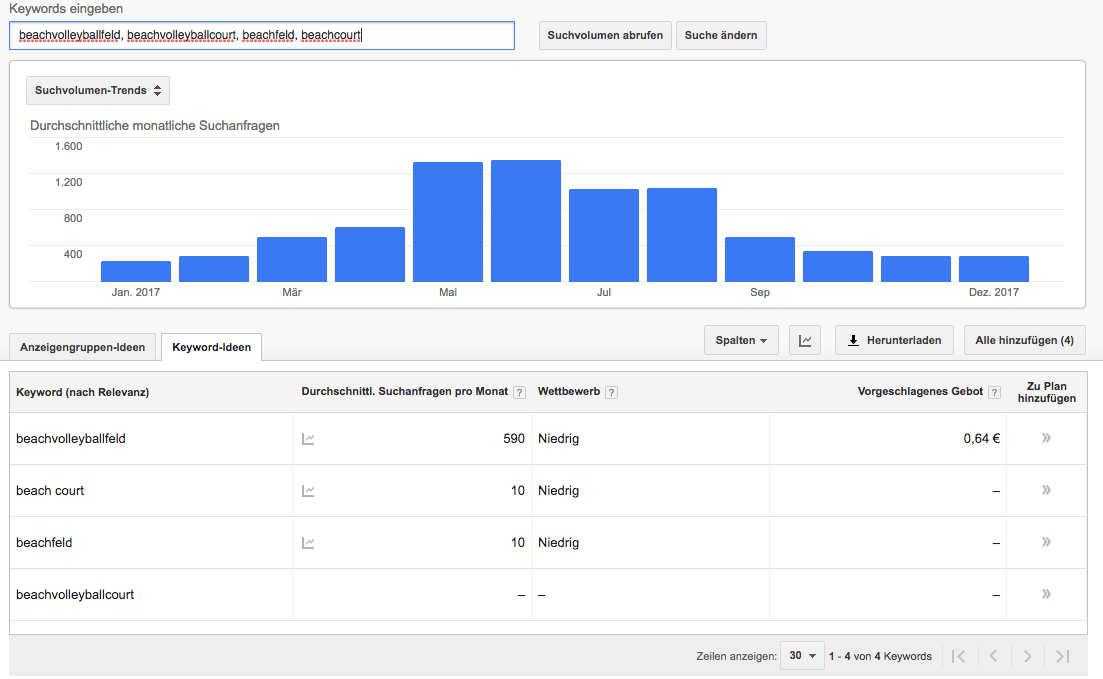 Keywords eingeben
beachvolleyballfeld, beachvolleyballcourt, beachfeld, beachcourt
Suchvolumen abrufen
Suche ändern
Suchvolumen-Trends
Durchschnittliche monatliche Suchanfragen
1.600
1.200
800
400
Jan. 2017 Mär Mai Jul Sep Dez. 2017
Anzeigengruppen-Ideen Keyword-Ideen Spalten Herunterladen Alle hinzufügen (4)
Keyword (nach Relevanz) Durchschnittl. Suchanfragen pro Monat ? Wettbewerb ? Vorgeschlagenes Gebot ? Zu Plan hinzufügen
beachvolleyballfeld 590 Niedrig 0,64 € »
beach court 10 Niedrig – »
beachfeld 10 Niedrig – »
beachvolleyballcourt – – – »
Zeilen anzeigen: 30 1 - 4 von 4 Keywords